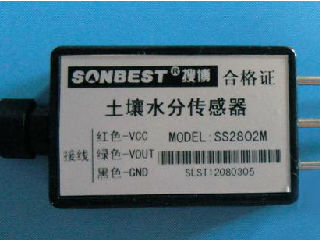 SONBEST®搜博 合格证
土壤水分传感器
红色-VCC MODEL:SS2802M
接线 绿色-VOUT
黑色-GND SLST12080305